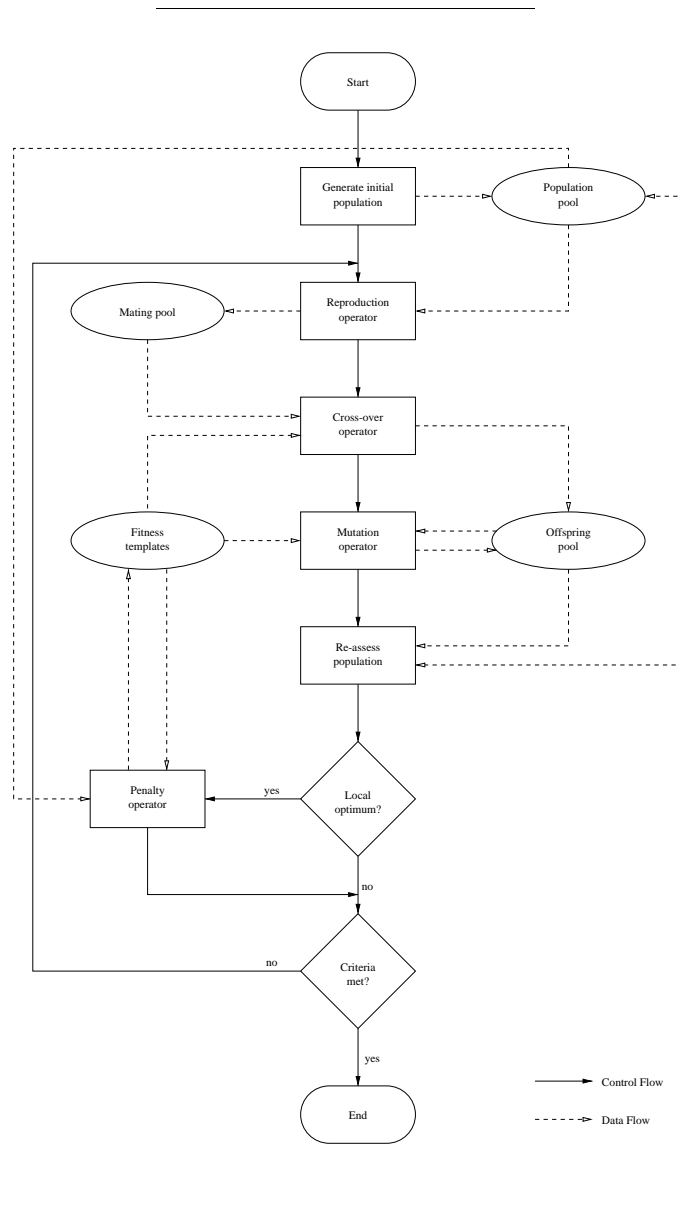 Start
Generate initial
population
Population
pool
Mating pool
Reproduction
operator
Cross-over
operator
Fitness
templates
Mutation
operator
Offspring
pool
Re-assess
population
Penalty
operator
yes
Local
optimum?
no
no
Criteria
met?
yes
End
Control Flow
Data Flow